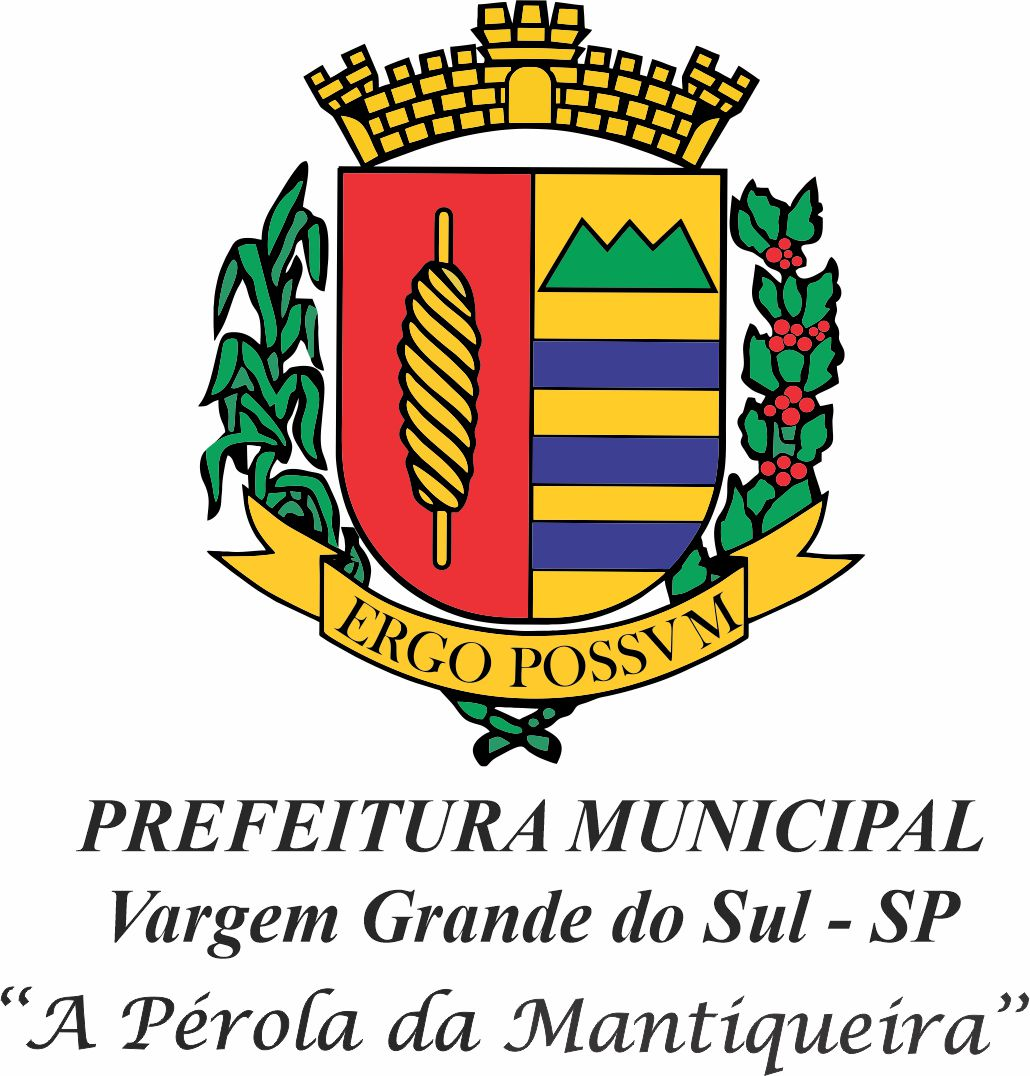 ERGO POSSVM
PREFEITURA MUNICIPAL
Vargem Grande do Sul - SP
“A Pérola da Mantiqueira”